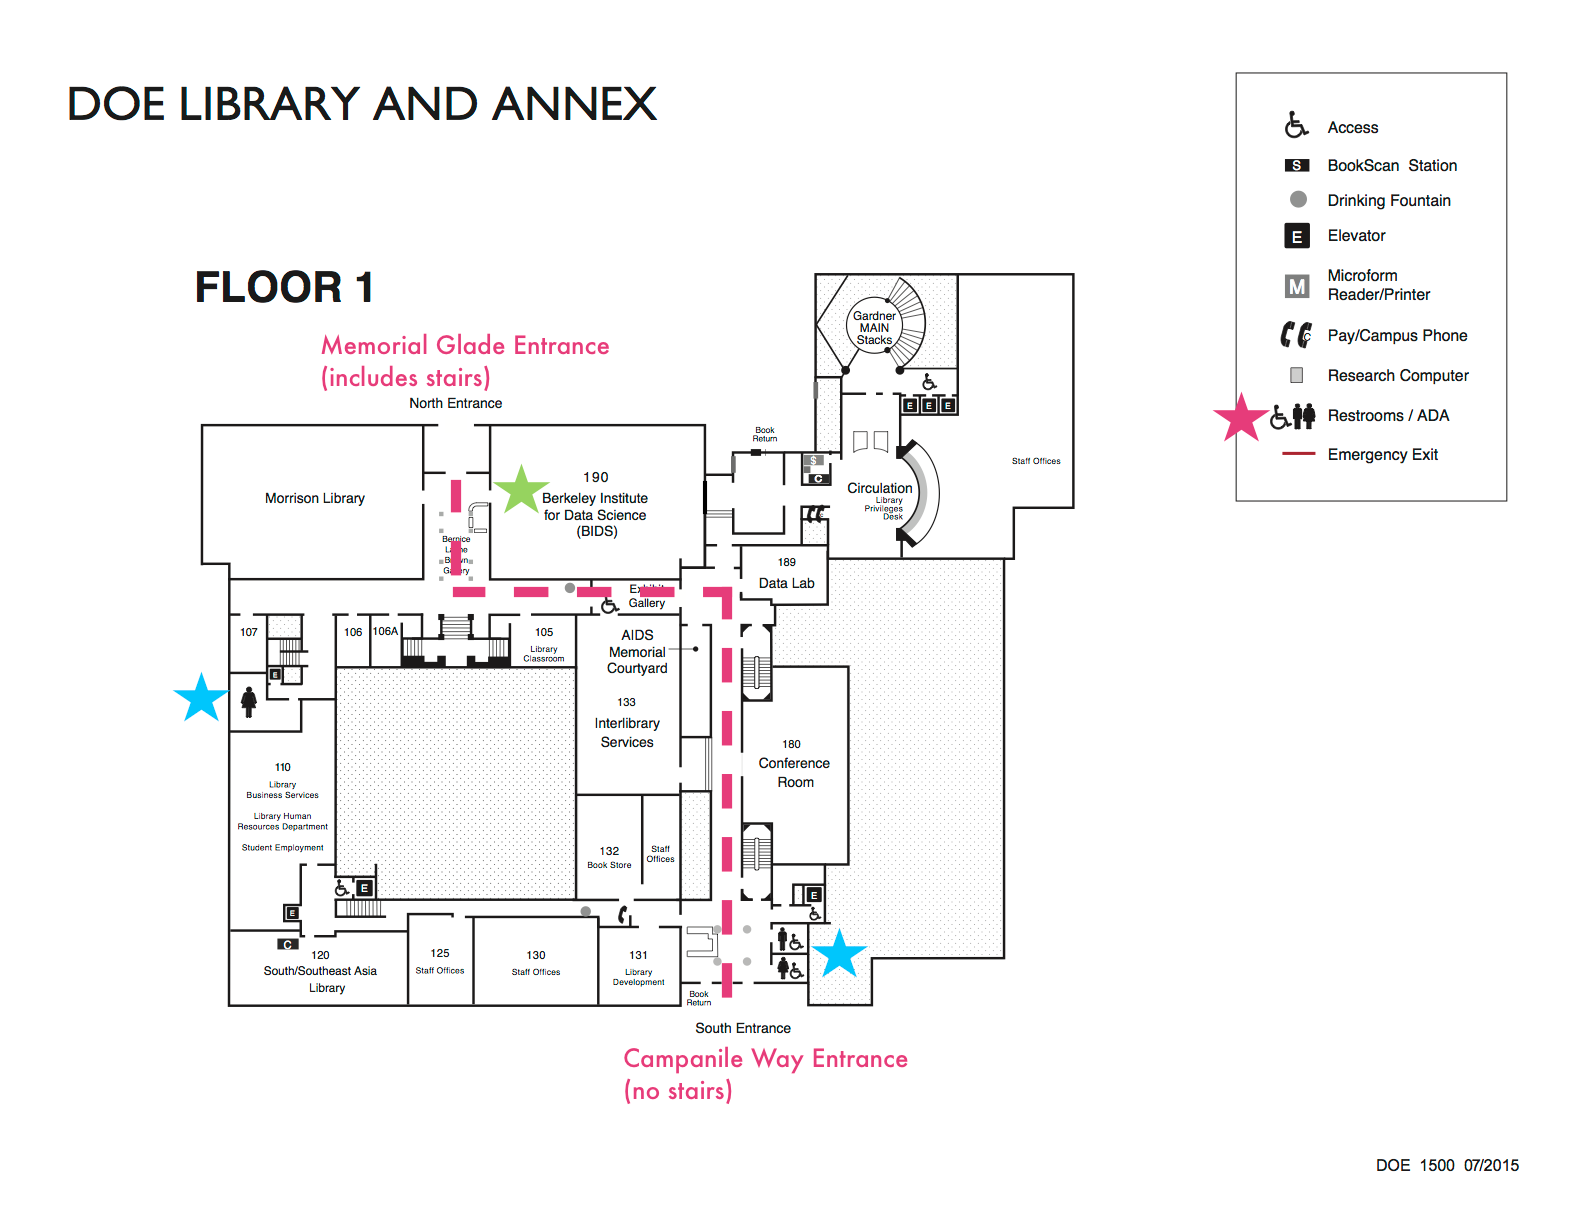 DOE LIBRARY AND ANNEX
Access
S
BookScan Station
Drinking Fountain
E
Elevator
M
Microform
Reader/Printer
C
Pay/Campus Phone
Research Computer
Restrooms / ADA
Emergency Exit
FLOOR 1
Memorial Glade Entrance
(includes stairs)
North Entrance
Gardner
MAIN
Stacks
E E E
Book
Return
Staff Offices
S
C
Circulation
Library
Privileges
Desk
Morrison Library
190
Berkeley Institute
for Data Science
(BIDS)
Bernice
Gallery
189
Data Lab
Exhibit
Gallery
107
106
106A
105
Library
Classroom
E
AIDS
Memorial
Courtyard
133
Interlibrary
Services
180
Conference
Room
110
Library
Business Services
Library Human
Resources Department
Student Employment
132
Book Store
Staff
Offices
E
E
E
C
120
South/Southeast Asia
Library
125
Staff Offices
130
Staff Offices
131
Library
Development
Book
Return
South Entrance
Campanile Way Entrance
(no stairs)
DOE 1500 07/2015